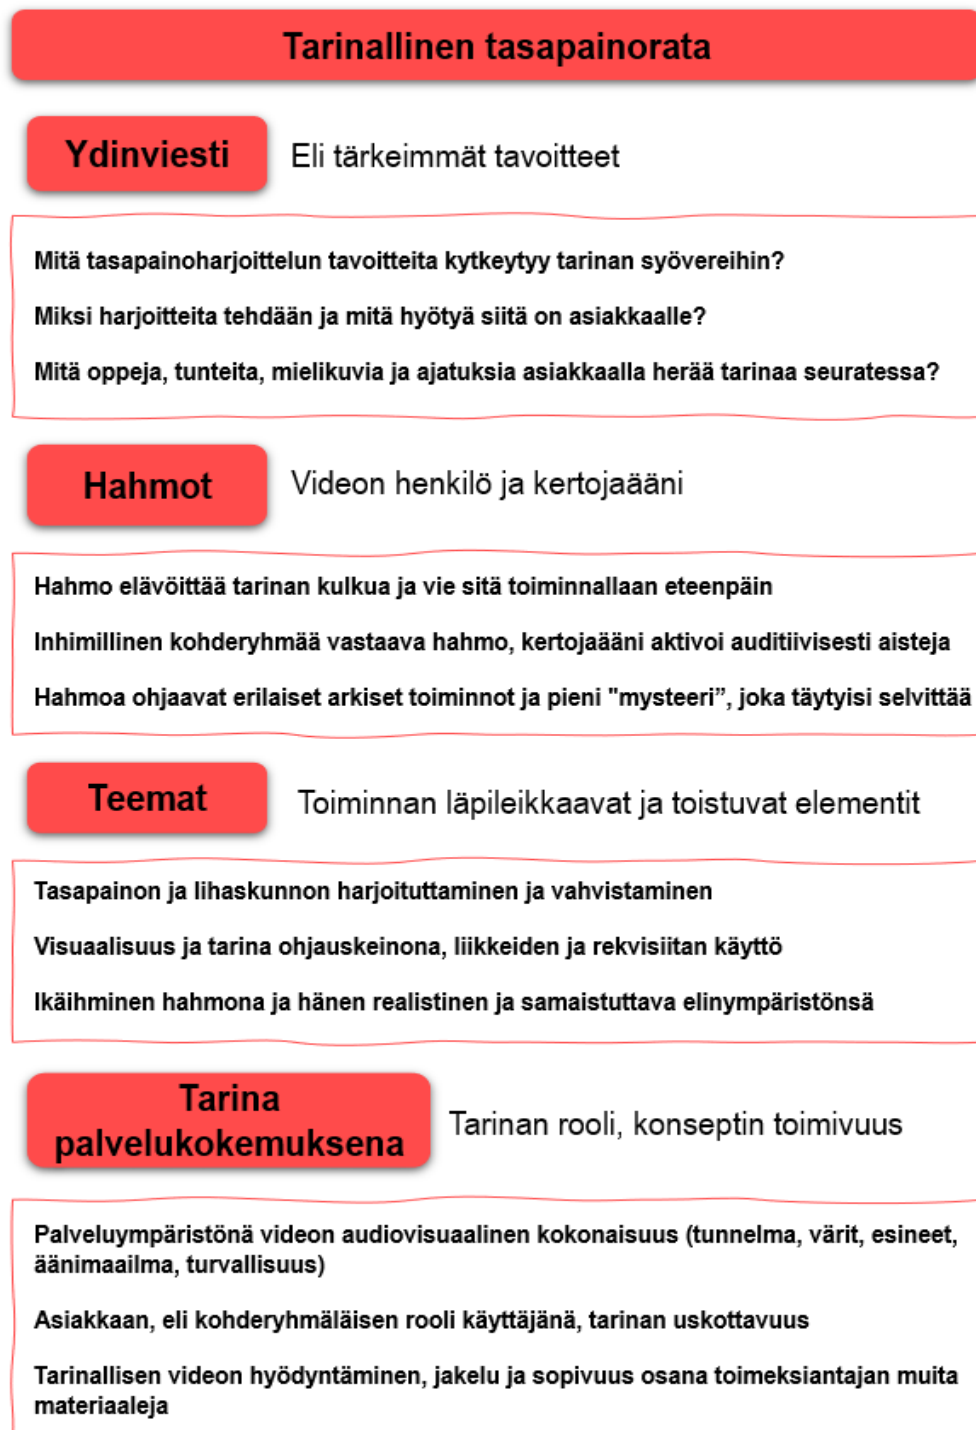 Tarinallinen tasapainorata
Ydinviesti
Eli tärkeimmät tavoitteet
Mitä tasapainoharjoittelun tavoitteita kytkeytyy tarinan syövereihin?
Miksi harjoitteita tehdään ja mitä hyötyä siitä on asiakkaalle?
Mitä oppeja, tunteita, mielikuvia ja ajatuksia asiakkaalla herää tarinaa seuratessa?
Hahmot
Videon henkilö ja kertojaääni
Hahmo elävöittää tarinan kulkua ja vie sitä toiminnallaan eteenpäin
Inhimillinen kohderyhmää vastaava hahmo, kertojaääni aktivoi auditiivisesti aisteja
Hahmoa ohjaavat erilaiset arkiset toiminnot ja pieni "mysteeri”, joka täytyisi selvittää
Teemat
Toiminnan läpileikkaavat ja toistuvat elementit
Tasapainon ja lihaskunnon harjoituttaminen ja vahvistaminen
Visuaalisuus ja tarina ohjauskeinona, liikkeiden ja rekvisiitan käyttö
Ikäihminen hahmona ja hänen realistinen ja samaistuttava elinympäristönsä
Tarina
palvelukokemuksena
Tarinan rooli, konseptin toimivuus
Palveluympäristönä videon audiovisuaalinen kokonaisuus (tunnelma, värit, esineet,
äänimaailma, turvallisuus)
Asiakkaan, eli kohderyhmäläisen rooli käyttäjänä, tarinan uskottavuus
Tarinallisen videon hyödyntäminen, jakelu ja sopivuus osana toimeksiantajan muita
materiaaleja